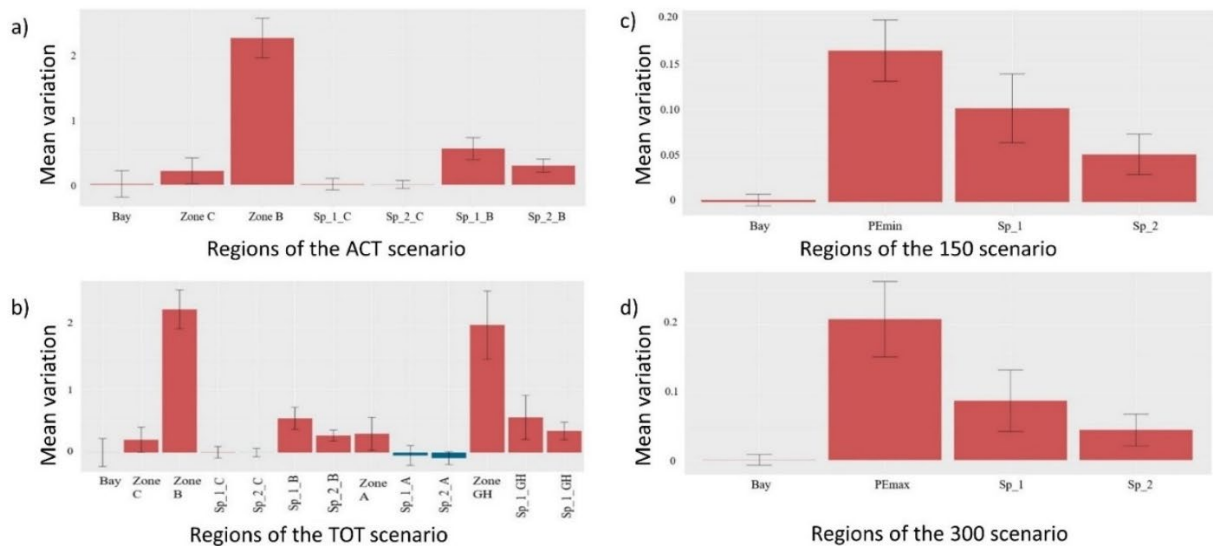 a)
Mean variation
2
1
0
Bay Zone C Zone B Sp_1_C Sp_2_C Sp_1_B Sp_2_B
Regions of the ACT scenario
b)
Mean variation
2
1
0
Bay Zone C Zone B Sp_1_C Sp_2_C Sp_1_B Sp_2_B Zone A Sp_1_A Sp_2_A Zone GH Sp_1_GH Sp_1_GH
Regions of the TOT scenario
c)
Mean variation
0.20
0.15
0.10
0.05
0
Bay PEmin Sp_1 Sp_2
Regions of the 150 scenario
d)
Mean variation
0.2
0.1
0
Bay PEmax Sp_1 Sp_2
Regions of the 300 scenario